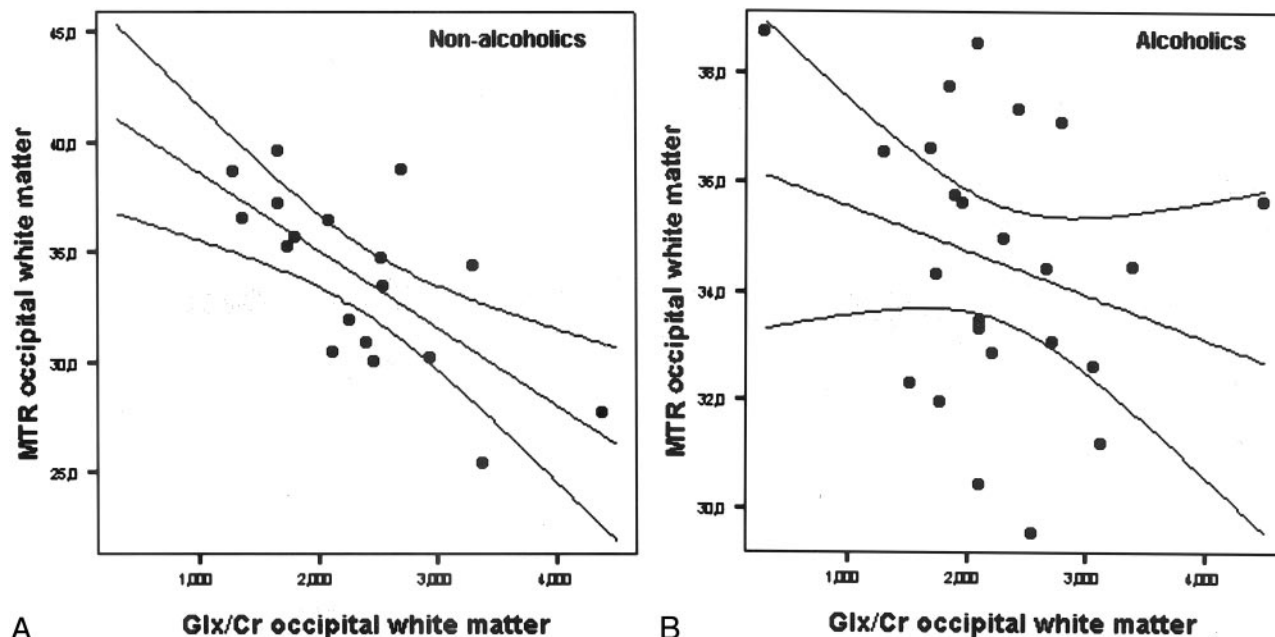 Non-alcoholics
45,0
40,0
35,0
30,0
25,0
MTR occipital white matter
1,000
2,000
3,000
4,000
Glx/Cr occipital white matter
A
Alcoholics
38,0
36,0
34,0
32,0
30,0
MTR occipital white matter
1,000
2,000
3,000
4,000
Glx/Cr occipital white matter
B